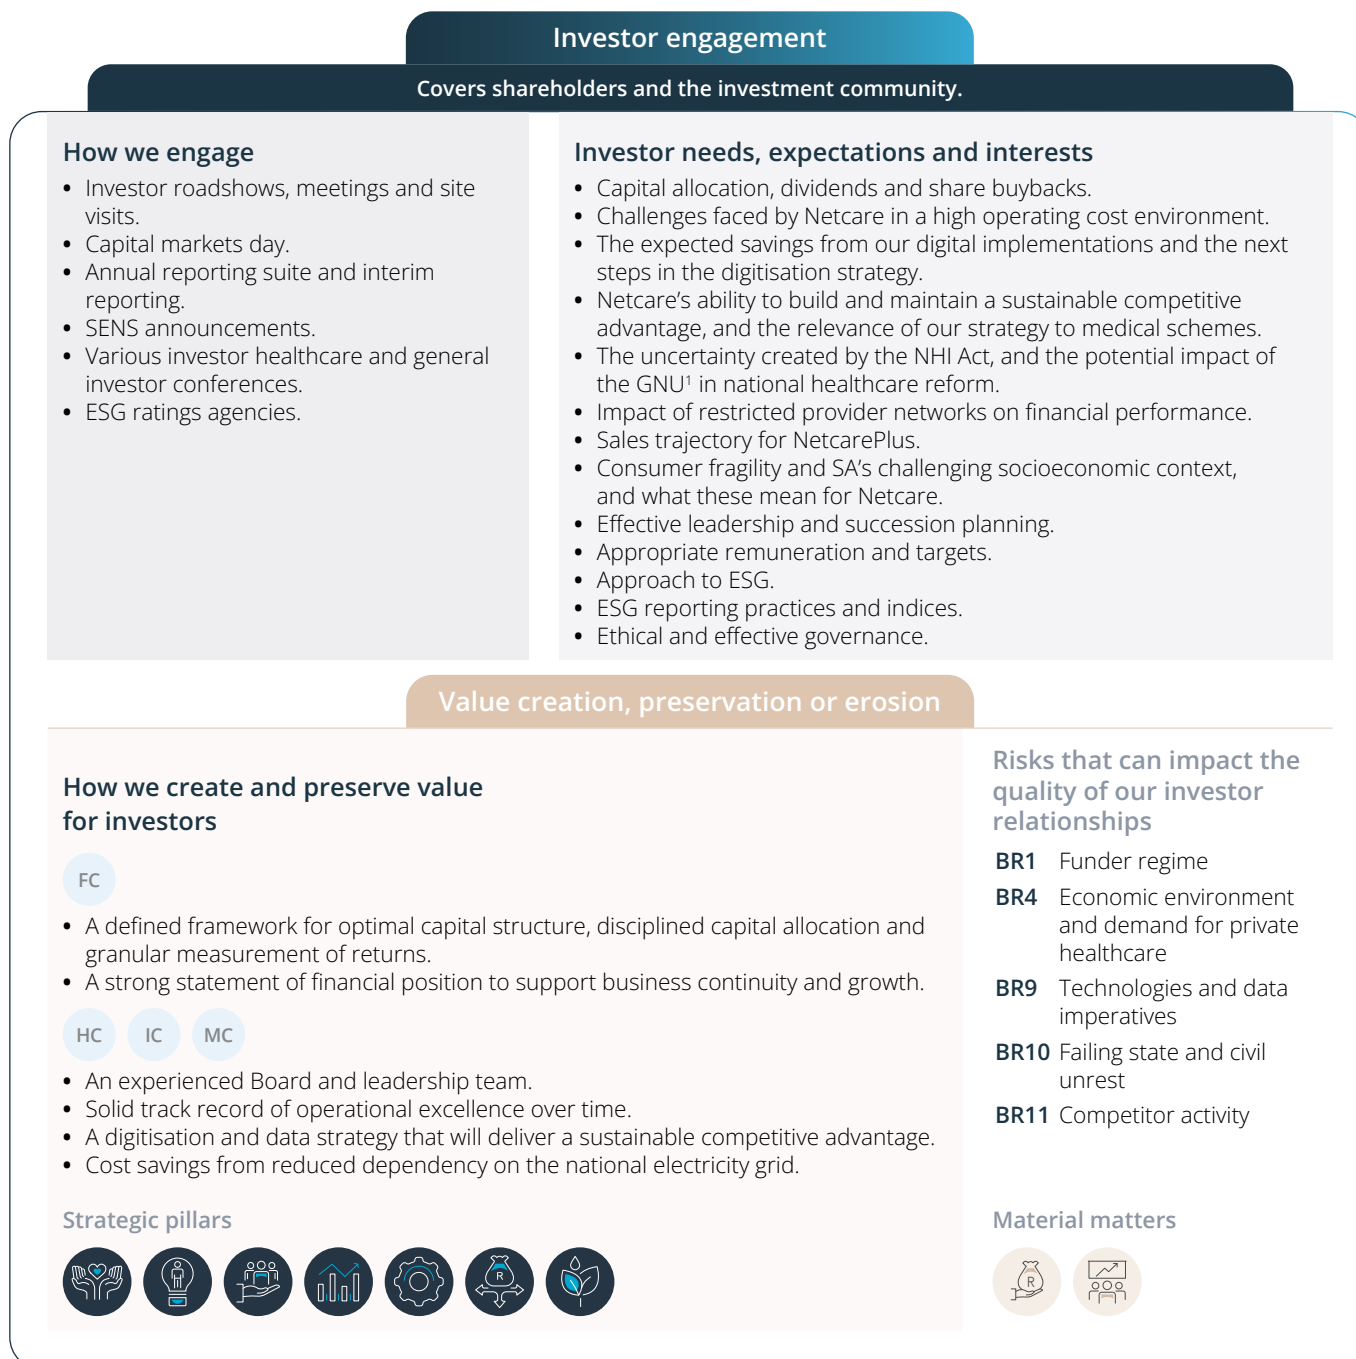 Investor engagement
Covers shareholders and the investment community.
How we engage
• Investor roadshows, meetings and site
visits.
• Capital markets day.
• Annual reporting suite and interim
reporting.
• SENS announcements.
• Various investor healthcare and general
investor conferences.
• ESG ratings agencies.
Investor needs, expectations and interests
• Capital allocation, dividends and share buybacks.
• Challenges faced by Netcare in a high operating cost environment.
• The expected savings from our digital implementations and the next
steps in the digitisation strategy.
• Netcare’s ability to build and maintain a sustainable competitive
advantage, and the relevance of our strategy to medical schemes.
• The uncertainty created by the NHI Act, and the potential impact of
the GNU¹ in national healthcare reform.
• Impact of restricted provider networks on financial performance.
• Sales trajectory for NetcarePlus.
• Consumer fragility and SA’s challenging socioeconomic context,
and what these mean for Netcare.
• Effective leadership and succession planning.
• Appropriate remuneration and targets.
• Approach to ESG.
• ESG reporting practices and indices.
• Ethical and effective governance.
Value creation, preservation or erosion
How we create and preserve value
for investors
FC
• A defined framework for optimal capital structure, disciplined capital allocation and
granular measurement of returns.
• A strong statement of financial position to support business continuity and growth.
HC IC MC
• An experienced Board and leadership team.
• Solid track record of operational excellence over time.
• A digitisation and data strategy that will deliver a sustainable competitive advantage.
• Cost savings from reduced dependency on the national electricity grid.
Strategic pillars
R
Risks that can impact the
quality of our investor
relationships
BR1 Funder regime
BR4 Economic environment
and demand for private
healthcare
BR9 Technologies and data
imperatives
BR10 Failing state and civil
unrest
BR11 Competitor activity
Material matters
R